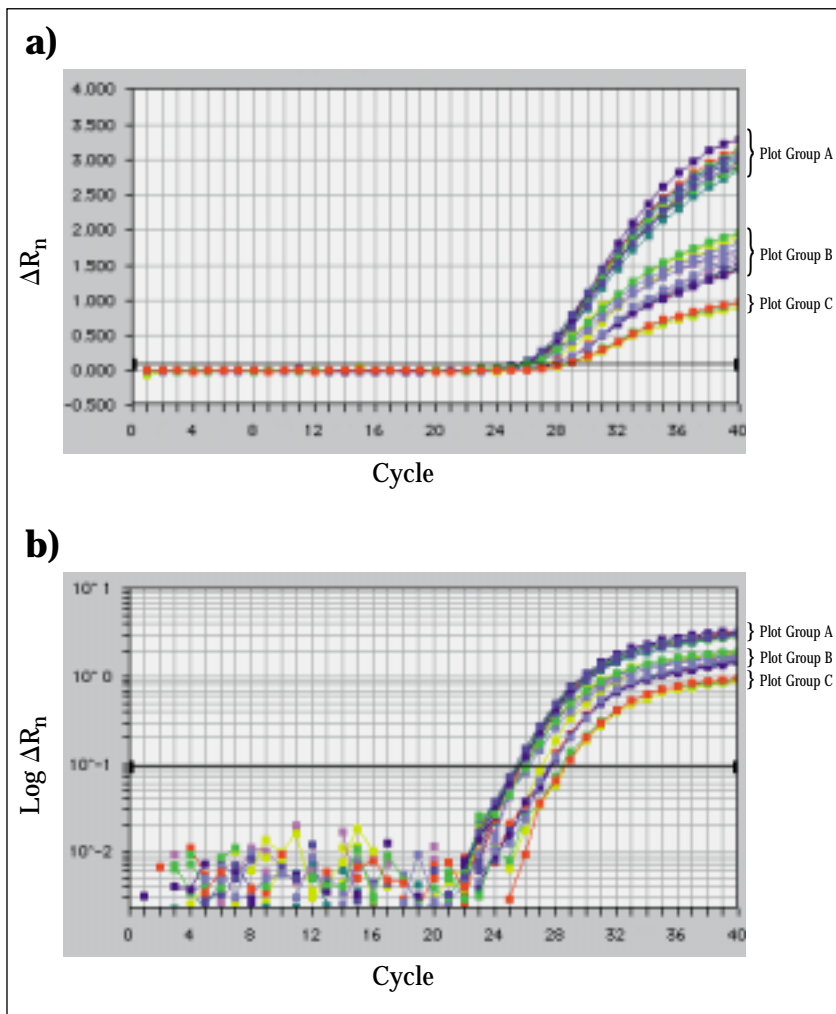 a)
4.000
3.500
3.000
2.500
2.000
1.500
1.000
0.500
0.000
-0.500
ΔRn
} Plot Group A
} Plot Group B
} Plot Group C
0 4 8 12 16 20 24 28 32 36 40
Cycle
b)
10^1
10^0
10^-1
10^-2
Log ΔRn
} Plot Group A
} Plot Group B
} Plot Group C
0 4 8 12 16 20 24 28 32 36 40
Cycle